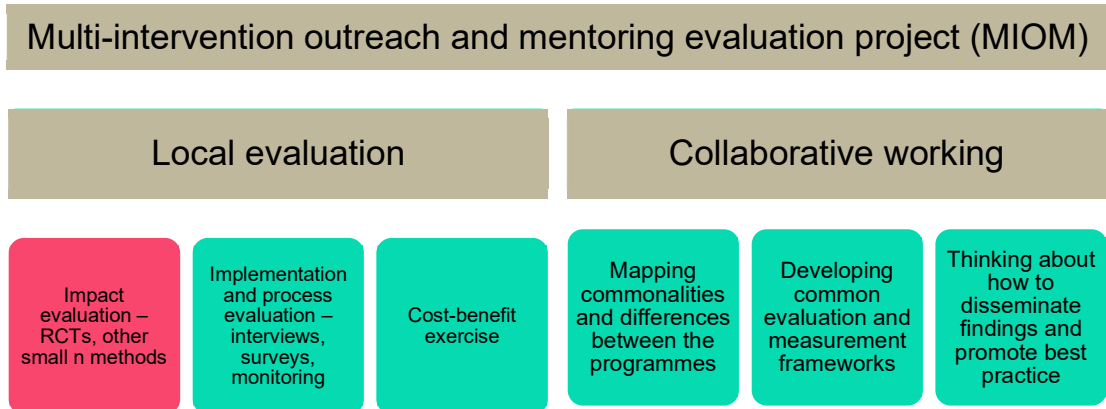 Multi-intervention outreach and mentoring evaluation project (MIOM)
Local evaluation
Collaborative working
Impact
evaluation –
RCTs, other
small n methods
Implementation
and process
evaluation –
interviews,
surveys,
monitoring
Cost-benefit
exercise
Mapping
commonalities
and differences
between the
programmes
Developing
common
evaluation and
measurement
frameworks
Thinking about
how to
disseminate
findings and
promote best
practice